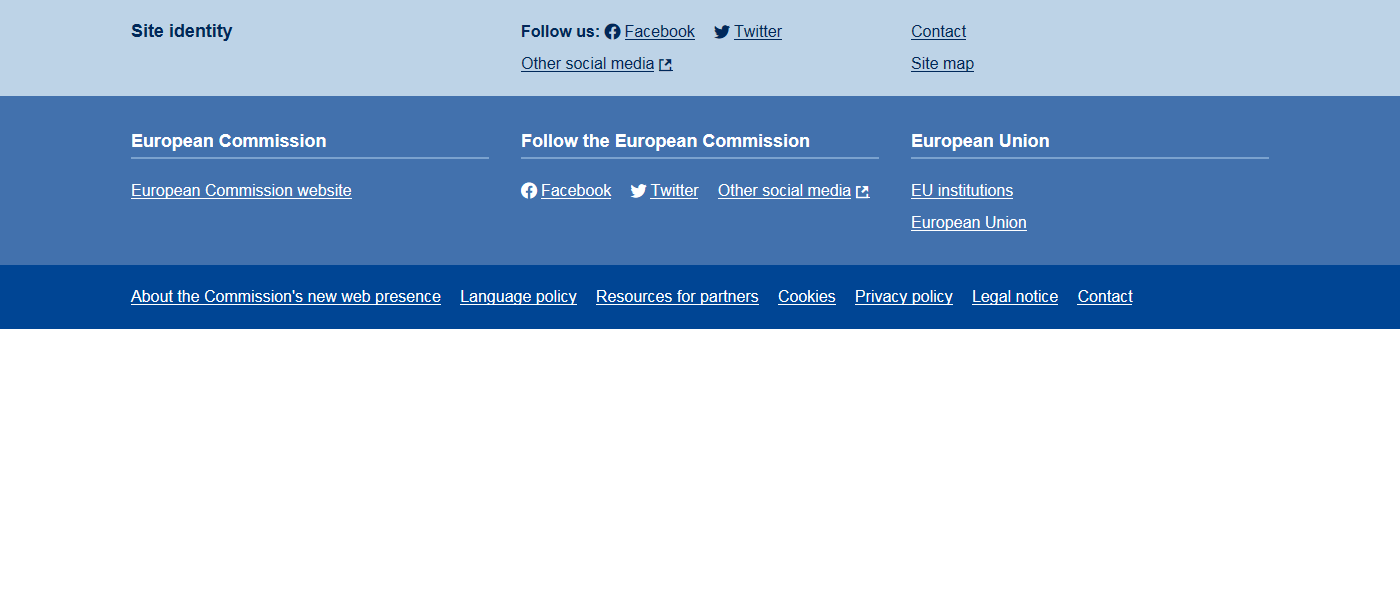 Site identity
Follow us: Facebook Twitter
Other social media
Contact
Site map
European Commission
European Commission website
Follow the European Commission
Facebook Twitter Other social media
European Union
EU institutions
European Union
About the Commission's new web presence Language policy Resources for partners Cookies Privacy policy Legal notice Contact